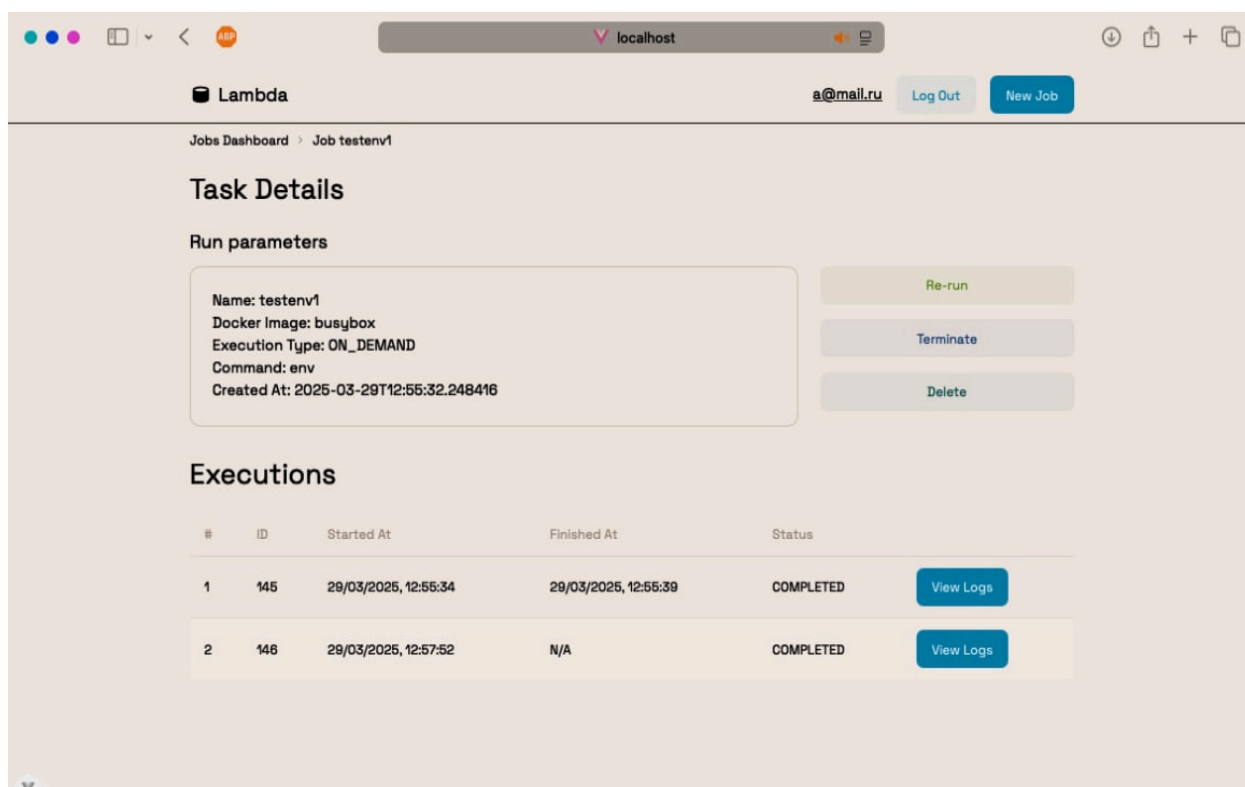 ABP
localhost
Lambda
a@mail.ru Log Out New Job
Jobs Dashboard > Job testenv1
Task Details
Run parameters
Name: testenv1
Docker Image: busybox
Execution Type: ON_DEMAND
Command: env
Created At: 2025-03-29T12:55:32.248416
Re-run
Terminate
Delete
Executions
# ID Started At Finished At Status
1 145 29/03/2025, 12:55:34 29/03/2025, 12:55:39 COMPLETED View Logs
2 146 29/03/2025, 12:57:52 N/A COMPLETED View Logs